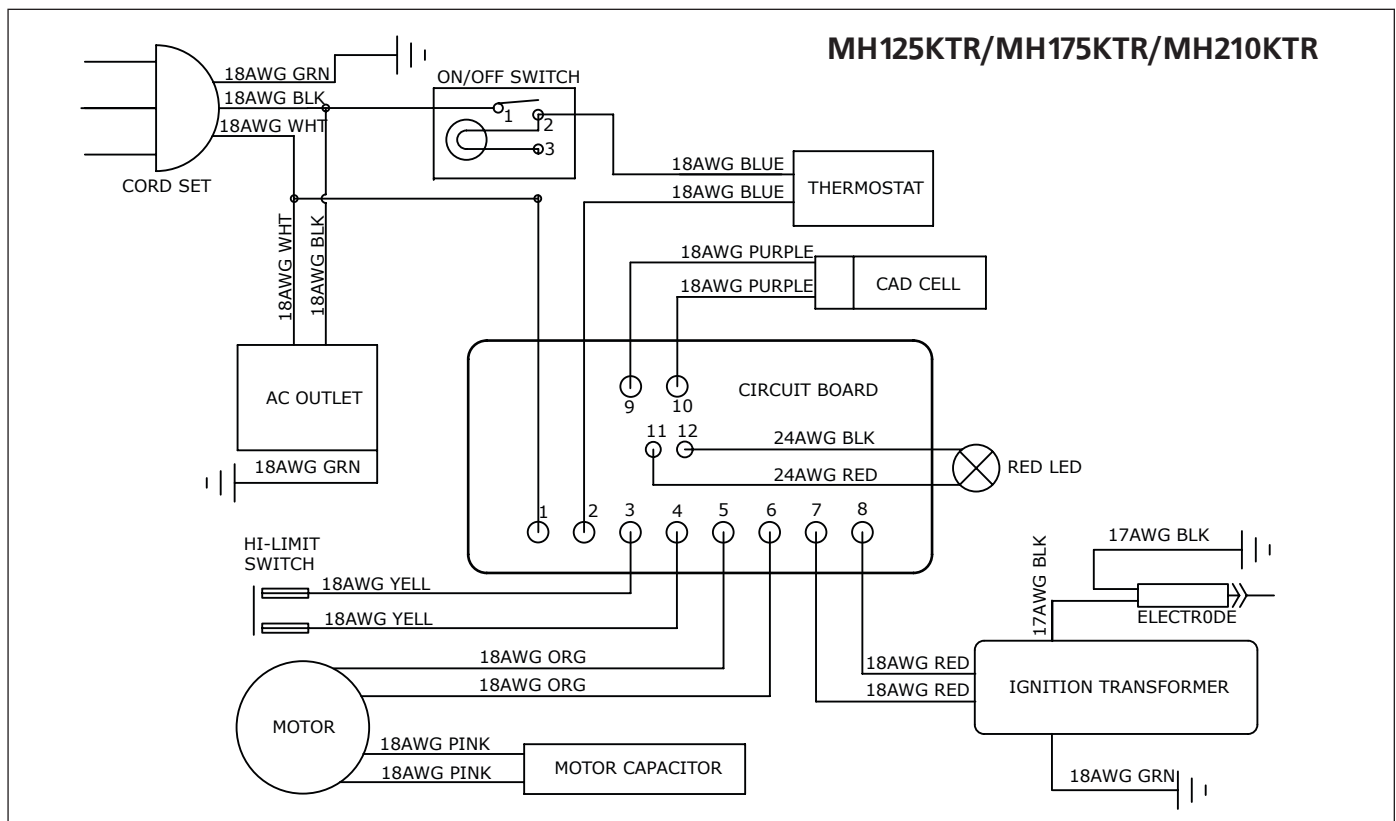 MH125KTR/MH175KTR/MH210KTR
18AWG GRN
18AWG BLK
18AWG WHT
CORD SET
ON/OFF SWITCH
1
2
3
18AWG BLUE
18AWG BLUE
THERMOSTAT
18AWG WHT
18AWG BLK
18AWG PURPLE
18AWG PURPLE
CAD CELL
AC OUTLET
18AWG GRN
CIRCUIT BOARD
9
10
11
12
24AWG BLK
24AWG RED
RED LED
1
2
3
4
5
6
7
8
HI-LIMIT
SWITCH
18AWG YELL
18AWG YELL
17AWG BLK
17AWG BLK
ELECTR0DE
18AWG ORG
18AWG ORG
18AWG RED
18AWG RED
IGNITION TRANSFORMER
MOTOR
18AWG PINK
18AWG PINK
MOTOR CAPACITOR
18AWG GRN